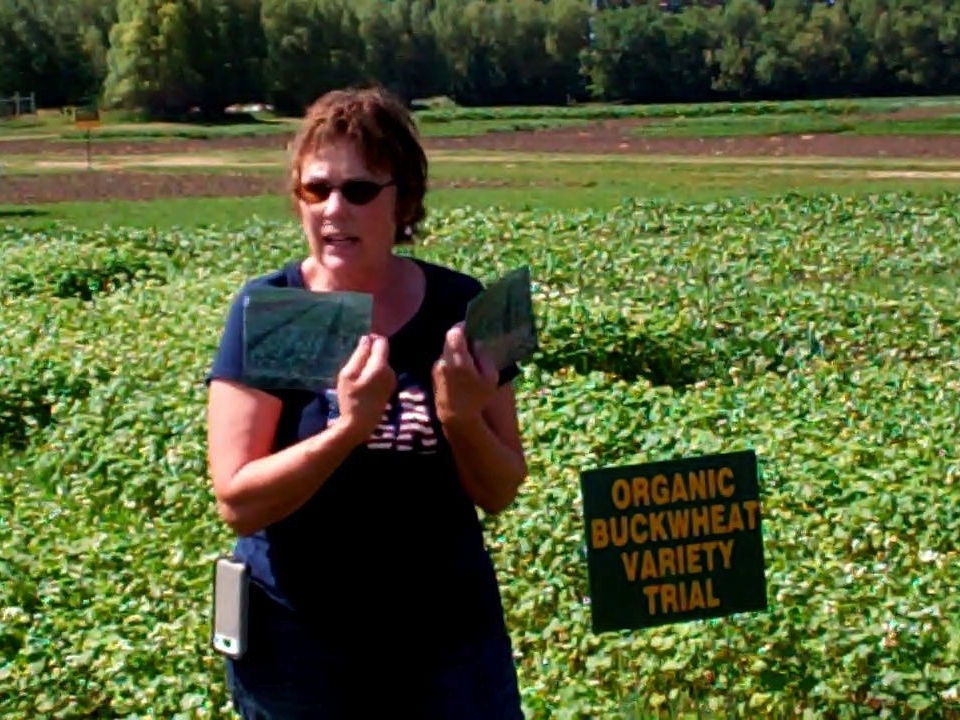 ORGANIC
BUCKWHEAT
VARIETY
TRIAL